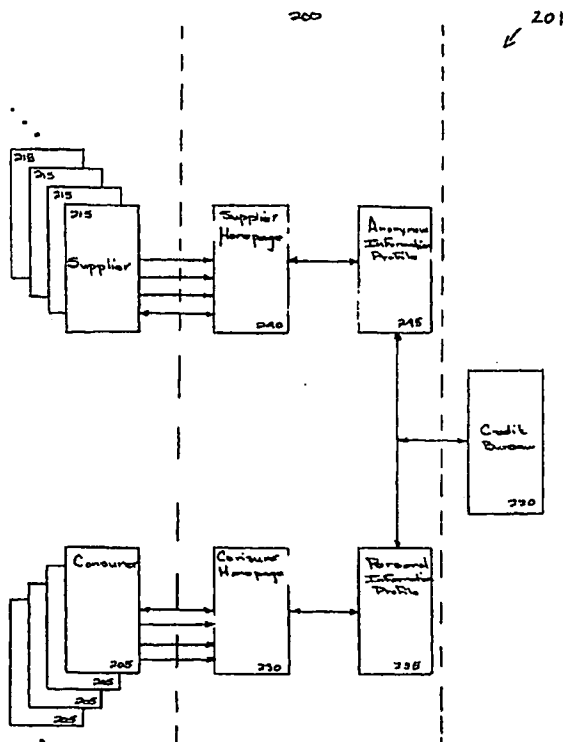 200
201
215
215
215
215
Supplier
Supplier
Homepage
240
Anonymous
Information
Profile
245
Credit
Bureau
220
Consumer
205
205
205
205
Consumer
Homepage
230
Personal
Information
Profile
235